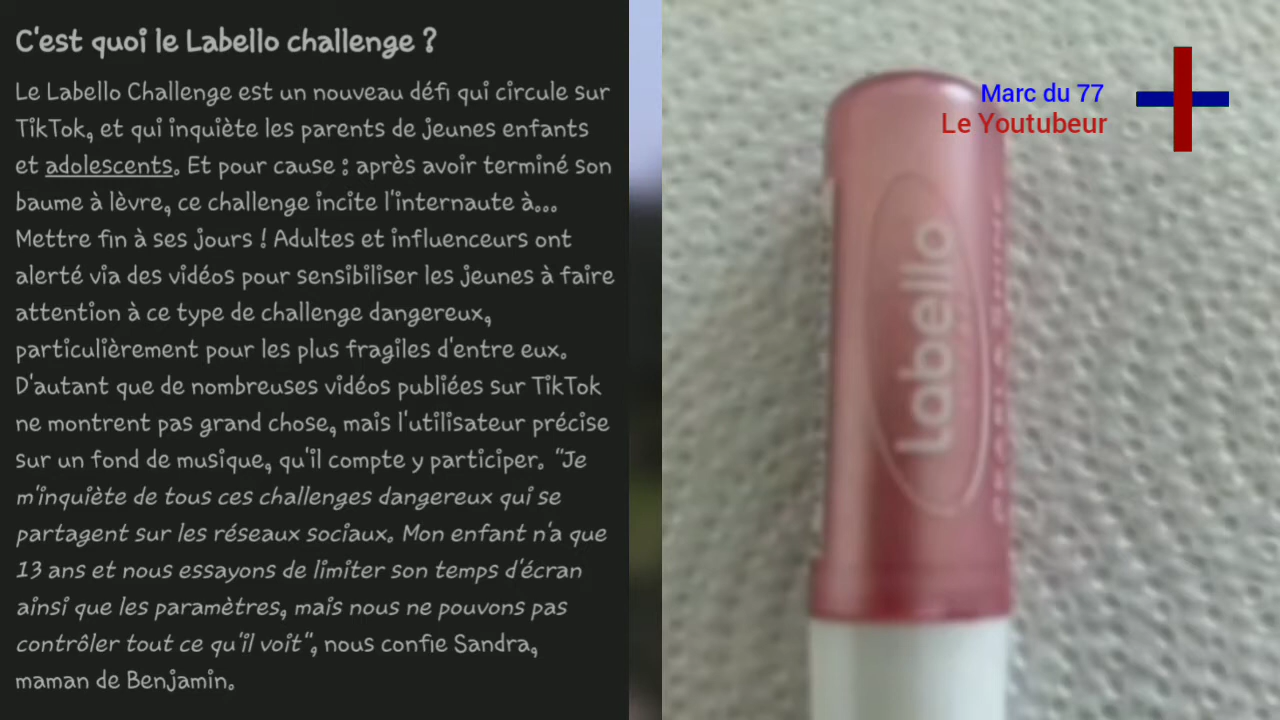 C'est quoi le Labello challenge ?
Le Labello Challenge est un nouveau défi qui circule sur
TikTok, et qui inquiète les parents de jeunes enfants
et adolescents. Et pour cause : après avoir terminé son
baume à lèvre, ce challenge incite l'internaute à...
Mettre fin à ses jours ! Adultes et influenceurs ont
alerté via des vidéos pour sensibiliser les jeunes à faire
attention à ce type de challenge dangereux,
particulièrement pour les plus fragiles d'entre eux.
D'autant que de nombreuses vidéos publiées sur TikTok
ne montrent pas grand chose, mais l'utilisateur précise
sur un fond de musique, qu'il compte y participer. "Je
m'inquiète de tous ces challenges dangereux qui se
partagent sur les réseaux sociaux. Mon enfant n'a que
13 ans et nous essayons de limiter son temps d'écran
ainsi que les paramètres, mais nous ne pouvons pas
contrôler tout ce qu'il voit", nous confie Sandra,
maman de Benjamin.
Marc du 77
Le Youtubeur
Labello